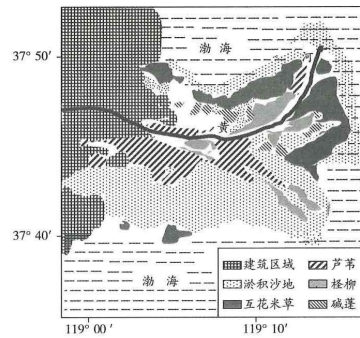 37° 50′
渤 海
河
黄
37° 40′
渤 海
建筑区域
芦苇
淤积沙地
柽柳
互花米草
碱蓬
119° 00′
119° 10′